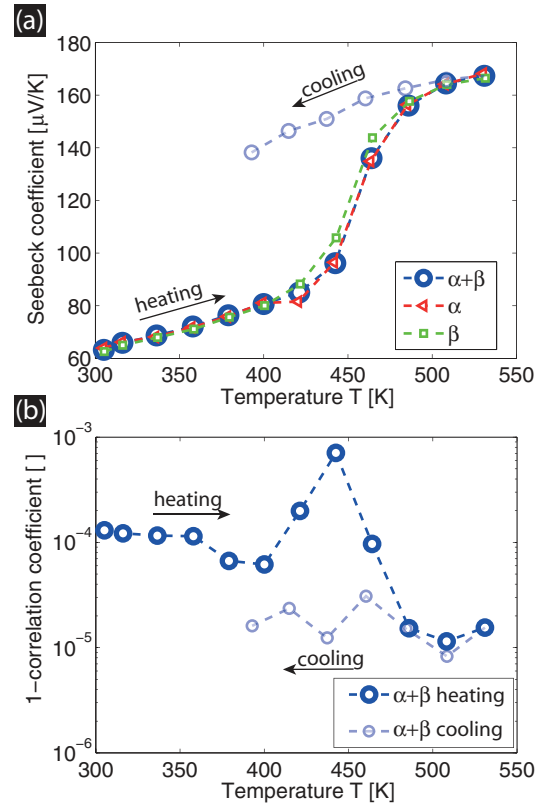 (a)
Seebeck coefficient [μV/K]
180
160
140
120
100
80
60
cooling
heating
α+β
α
β
300
350
400
450
500
550
Temperature T [K]
(b)
1−correlation coefficient [ ]
10⁻³
10⁻⁴
10⁻⁵
10⁻⁶
heating
cooling
α+β heating
α+β cooling
300
350
400
450
500
550
Temperature T [K]